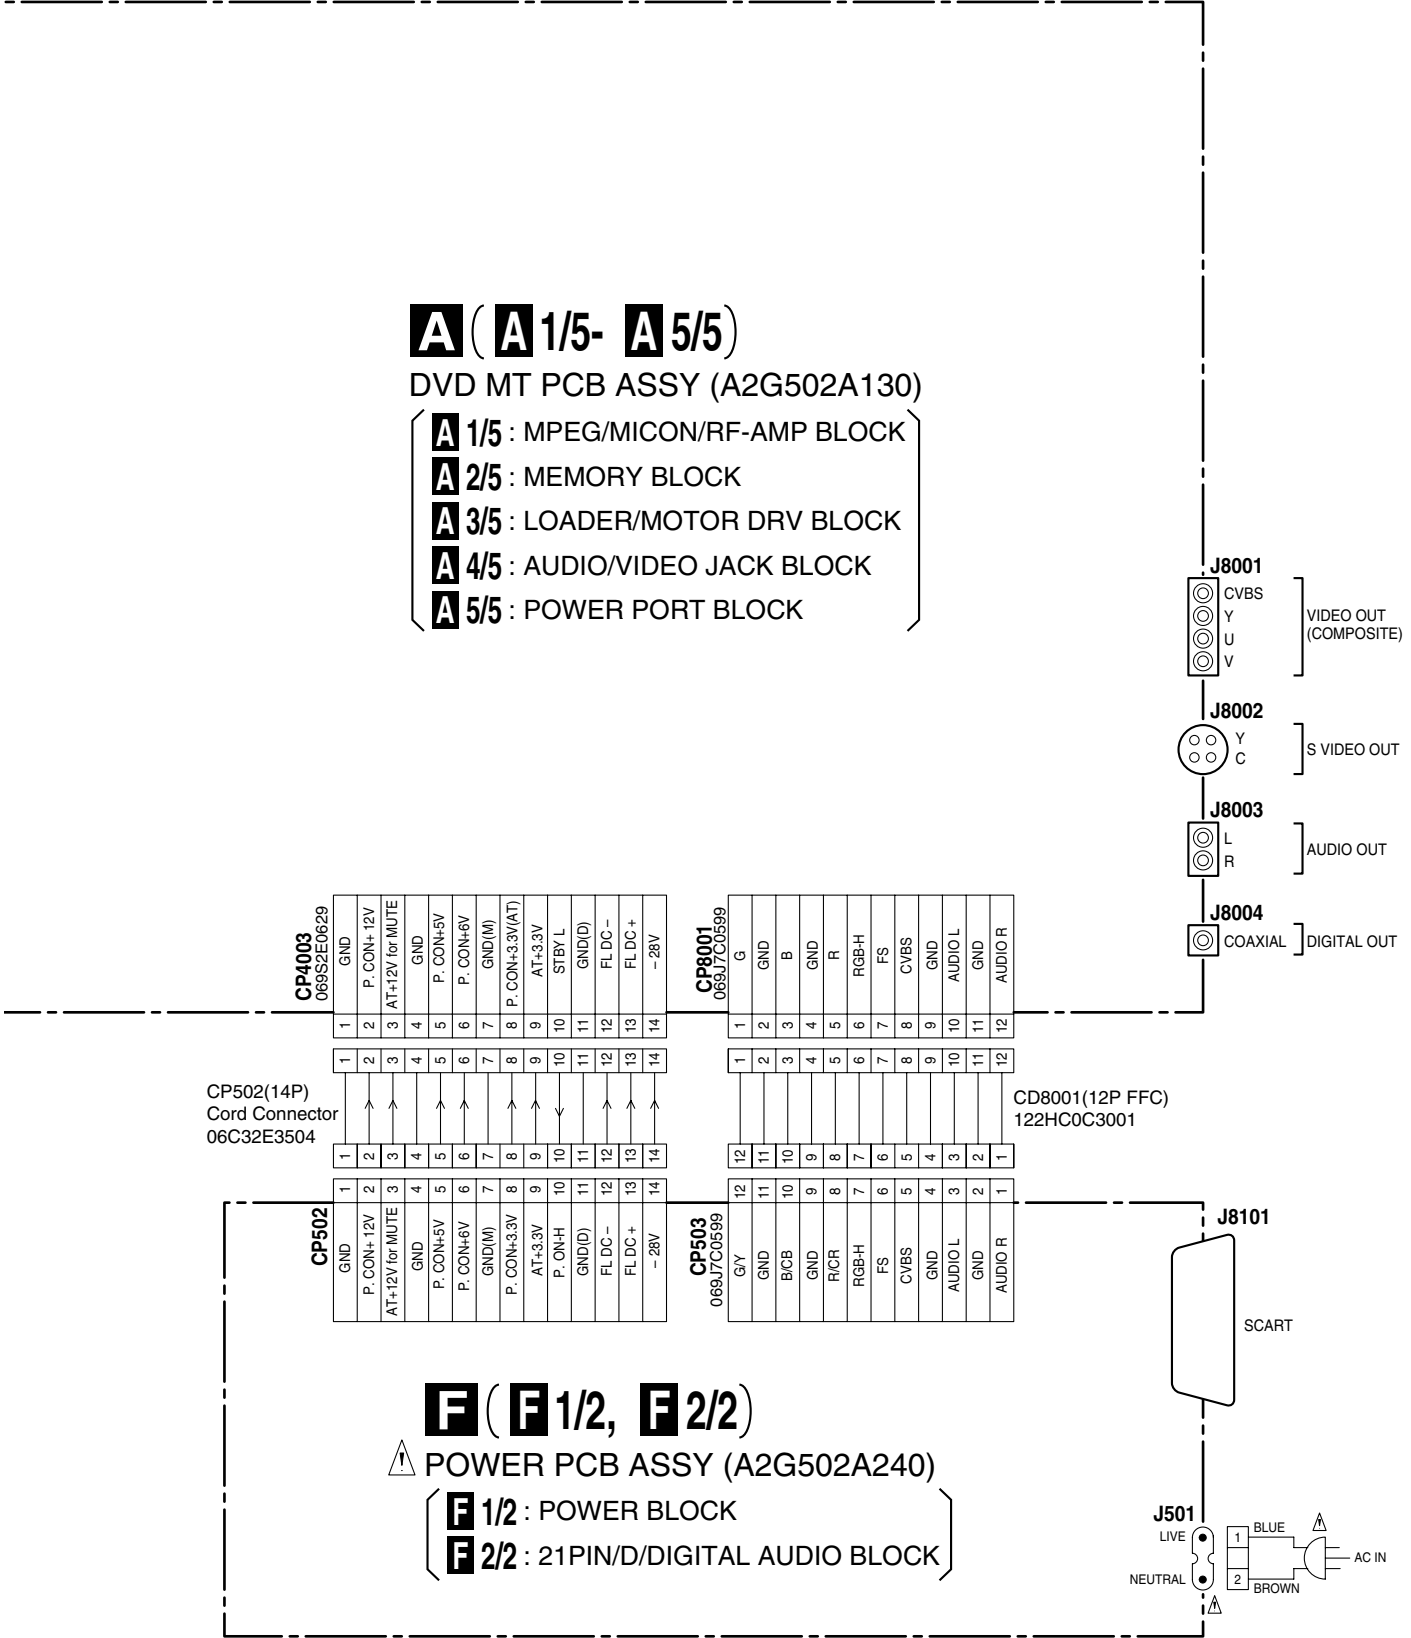 A ( A 1/5- A 5/5)
DVD MT PCB ASSY (A2G502A130)
A 1/5 : MPEG/MICON/RF-AMP BLOCK
A 2/5 : MEMORY BLOCK
A 3/5 : LOADER/MOTOR DRV BLOCK
A 4/5 : AUDIO/VIDEO JACK BLOCK
A 5/5 : POWER PORT BLOCK
J8001
CVBS
Y
U
V
VIDEO OUT
(COMPOSITE)
J8002
Y
C
S VIDEO OUT
J8003
L
R
AUDIO OUT
J8004
COAXIAL
DIGITAL OUT
CP4003
069S2E0629
GND
P. CON+ 12V
AT+12V for MUTE
GND
P. CON+5V
P. CON+6V
GND(M)
P. CON+3.3V(AT)
AT+3.3V
STBY L
GND(D)
FL DC –
FL DC +
– 28V
1 2 3 4 5 6 7 8 9 10 11 12 13 14
1 2 3 4 5 6 7 8 9 10 11 12 13 14
CP8001
069J7C0599
G
GND
B
GND
R
RGB-H
FS
CVBS
GND
AUDIO L
GND
AUDIO R
1 2 3 4 5 6 7 8 9 10 11 12
1 2 3 4 5 6 7 8 9 10 11 12
CP502(14P)
Cord Connector
06C32E3504
CD8001(12P FFC)
122HC0C3001
1 2 3 4 5 6 7 8 9 10 11 12 13 14
1 2 3 4 5 6 7 8 9 10 11 12 13 14
CP502
GND
P. CON+ 12V
AT+12V for MUTE
GND
P. CON+5V
P. CON+6V
GND(M)
P. CON+3.3V
AT+3.3V
P. ON-H
GND(D)
FL DC –
FL DC +
– 28V
12 11 10 9 8 7 6 5 4 3 2 1
12 11 10 9 8 7 6 5 4 3 2 1
CP503
069J7C0599
G/Y
GND
B/CB
GND
R/CR
RGB-H
FS
CVBS
GND
AUDIO L
GND
AUDIO R
J8101
SCART
F ( F 1/2, F 2/2)
POWER PCB ASSY (A2G502A240)
F 1/2 : POWER BLOCK
F 2/2 : 21PIN/D/DIGITAL AUDIO BLOCK
J501
LIVE
NEUTRAL
1
2
BLUE
BROWN
AC IN